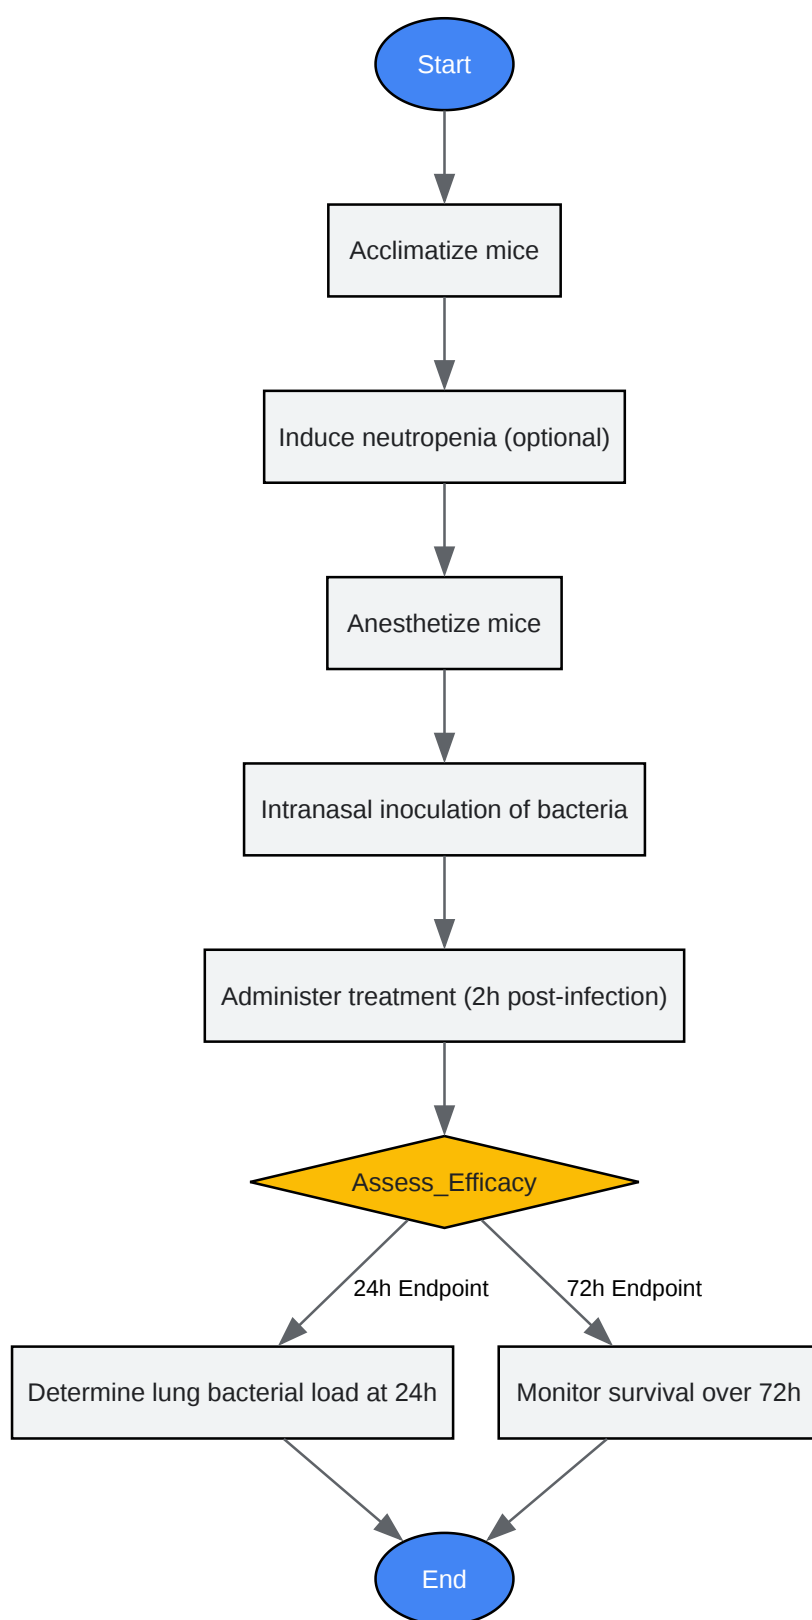 Start
Acclimatize mice
Induce neutropenia (optional)
Anesthetize mice
Intranasal inoculation of bacteria
Administer treatment (2h post-infection)
Assess_Efficacy
24h Endpoint
72h Endpoint
Determine lung bacterial load at 24h
Monitor survival over 72h
End